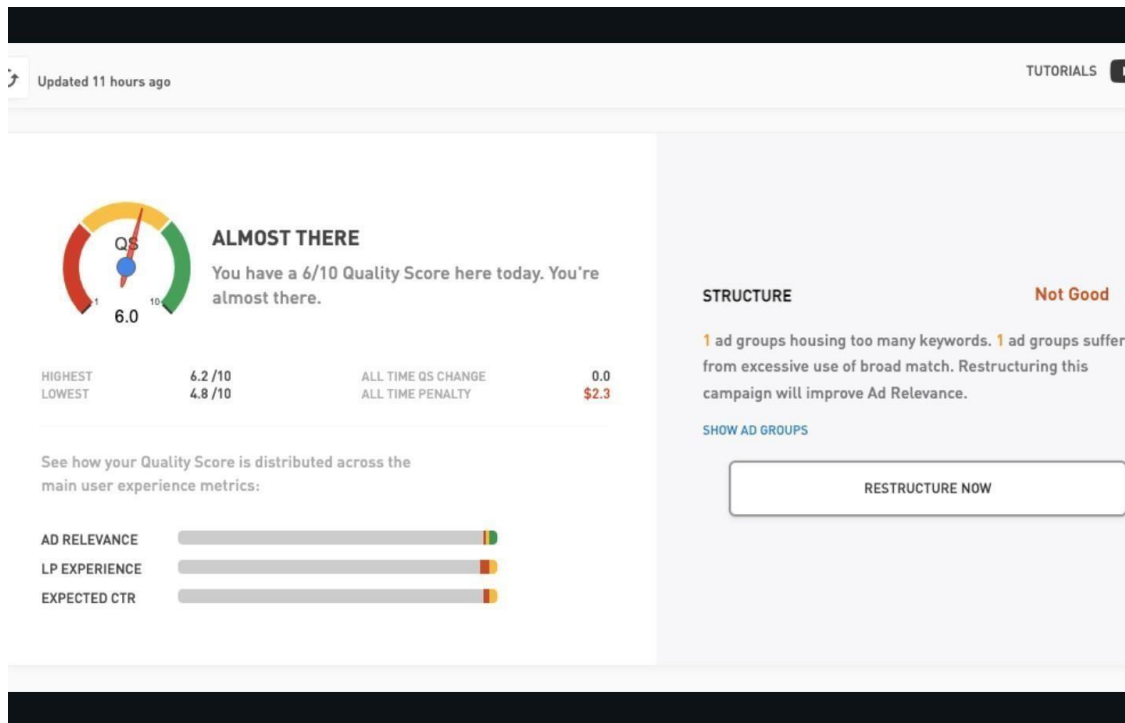 Updated 11 hours ago
TUTORIALS
QS
1
10
6.0
ALMOST THERE
You have a 6/10 Quality Score here today. You're
almost there.
HIGHEST 6.2 /10 ALL TIME QS CHANGE 0.0
LOWEST 4.8 /10 ALL TIME PENALTY $2.3
See how your Quality Score is distributed across the
main user experience metrics:
AD RELEVANCE
LP EXPERIENCE
EXPECTED CTR
STRUCTURE Not Good
1 ad groups housing too many keywords. 1 ad groups suffer
from excessive use of broad match. Restructuring this
campaign will improve Ad Relevance.
SHOW AD GROUPS
RESTRUCTURE NOW